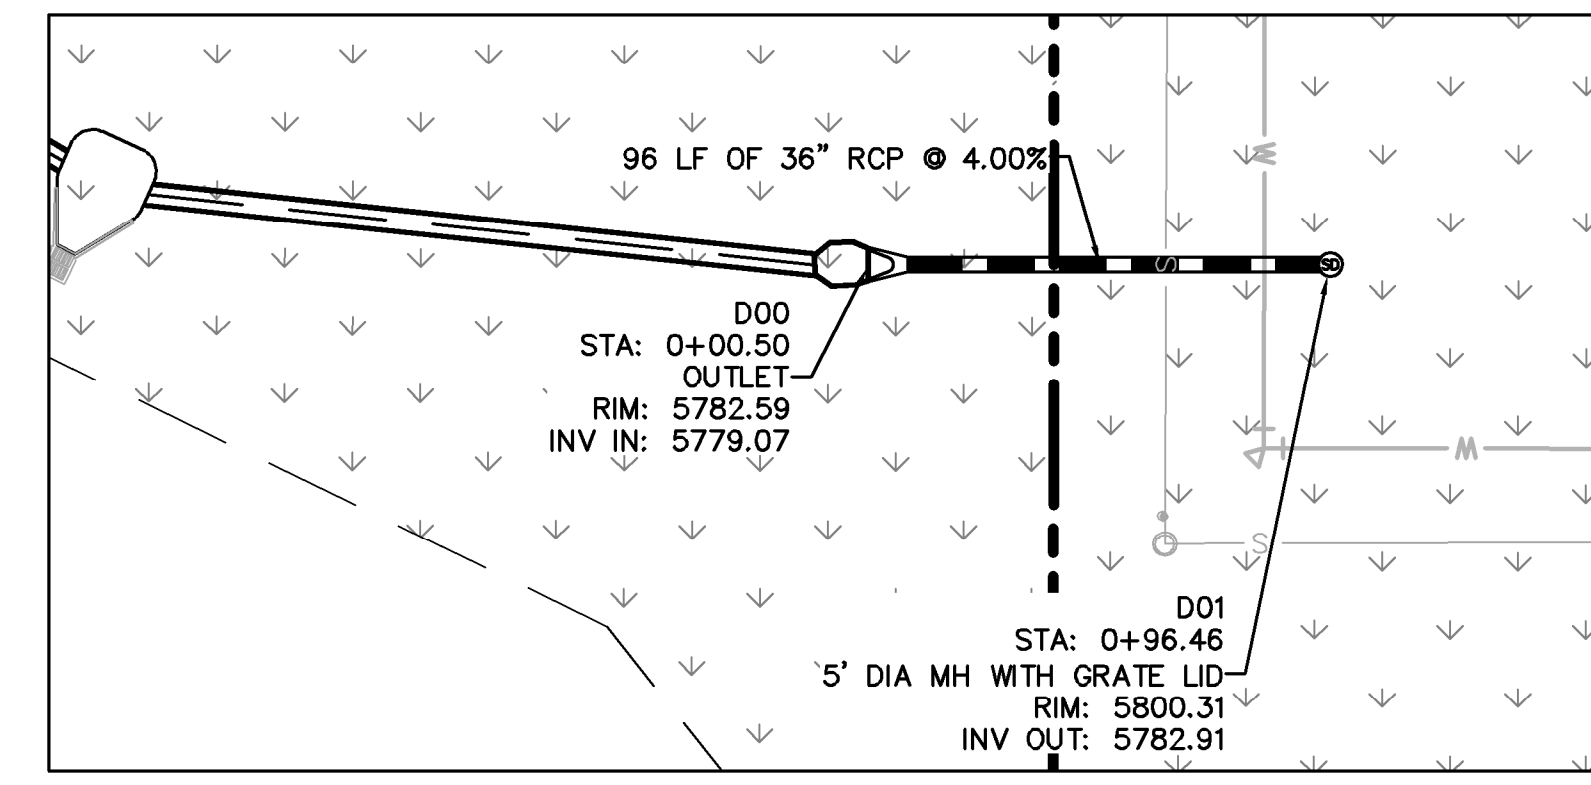 W
96 LF OF 36” RCP @ 4.00%
S
SD
D00
STA: 0+00.50
OUTLET
RIM: 5782.59
INV IN: 5779.07
W
S
D01
STA: 0+96.46
5’ DIA MH WITH GRATE LID
RIM: 5800.31
INV OUT: 5782.91